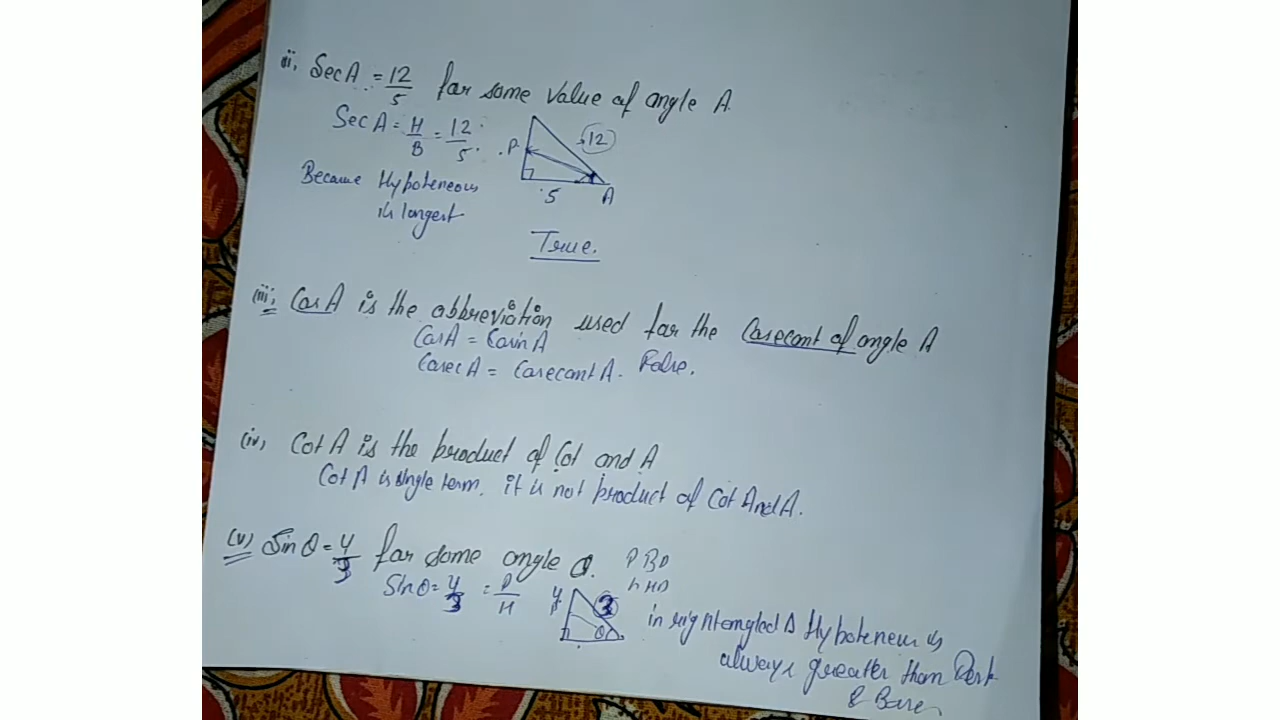 ii, Sec A = 12/5 for some value of angle A.
Sec A = H/B = 12/5
P 12 5 A
Because Hypoteneous
is longest
True.
(iii) Cos A is the abbreviation used for the Cosecant of angle A
Cos A = Cosin A
Cosec A = Cosecant A. False.
(iv) Cot A is the product of Cot and A
Cot A is single term, it is not product of Cot And A.
(v) Sin θ = 4/3 for some angle θ.
Sin θ = 4/3 = P/H
P B P
H H B
4 P 3 θ
in right angled Δ Hypoteneus is
always greater than Perk
& Base